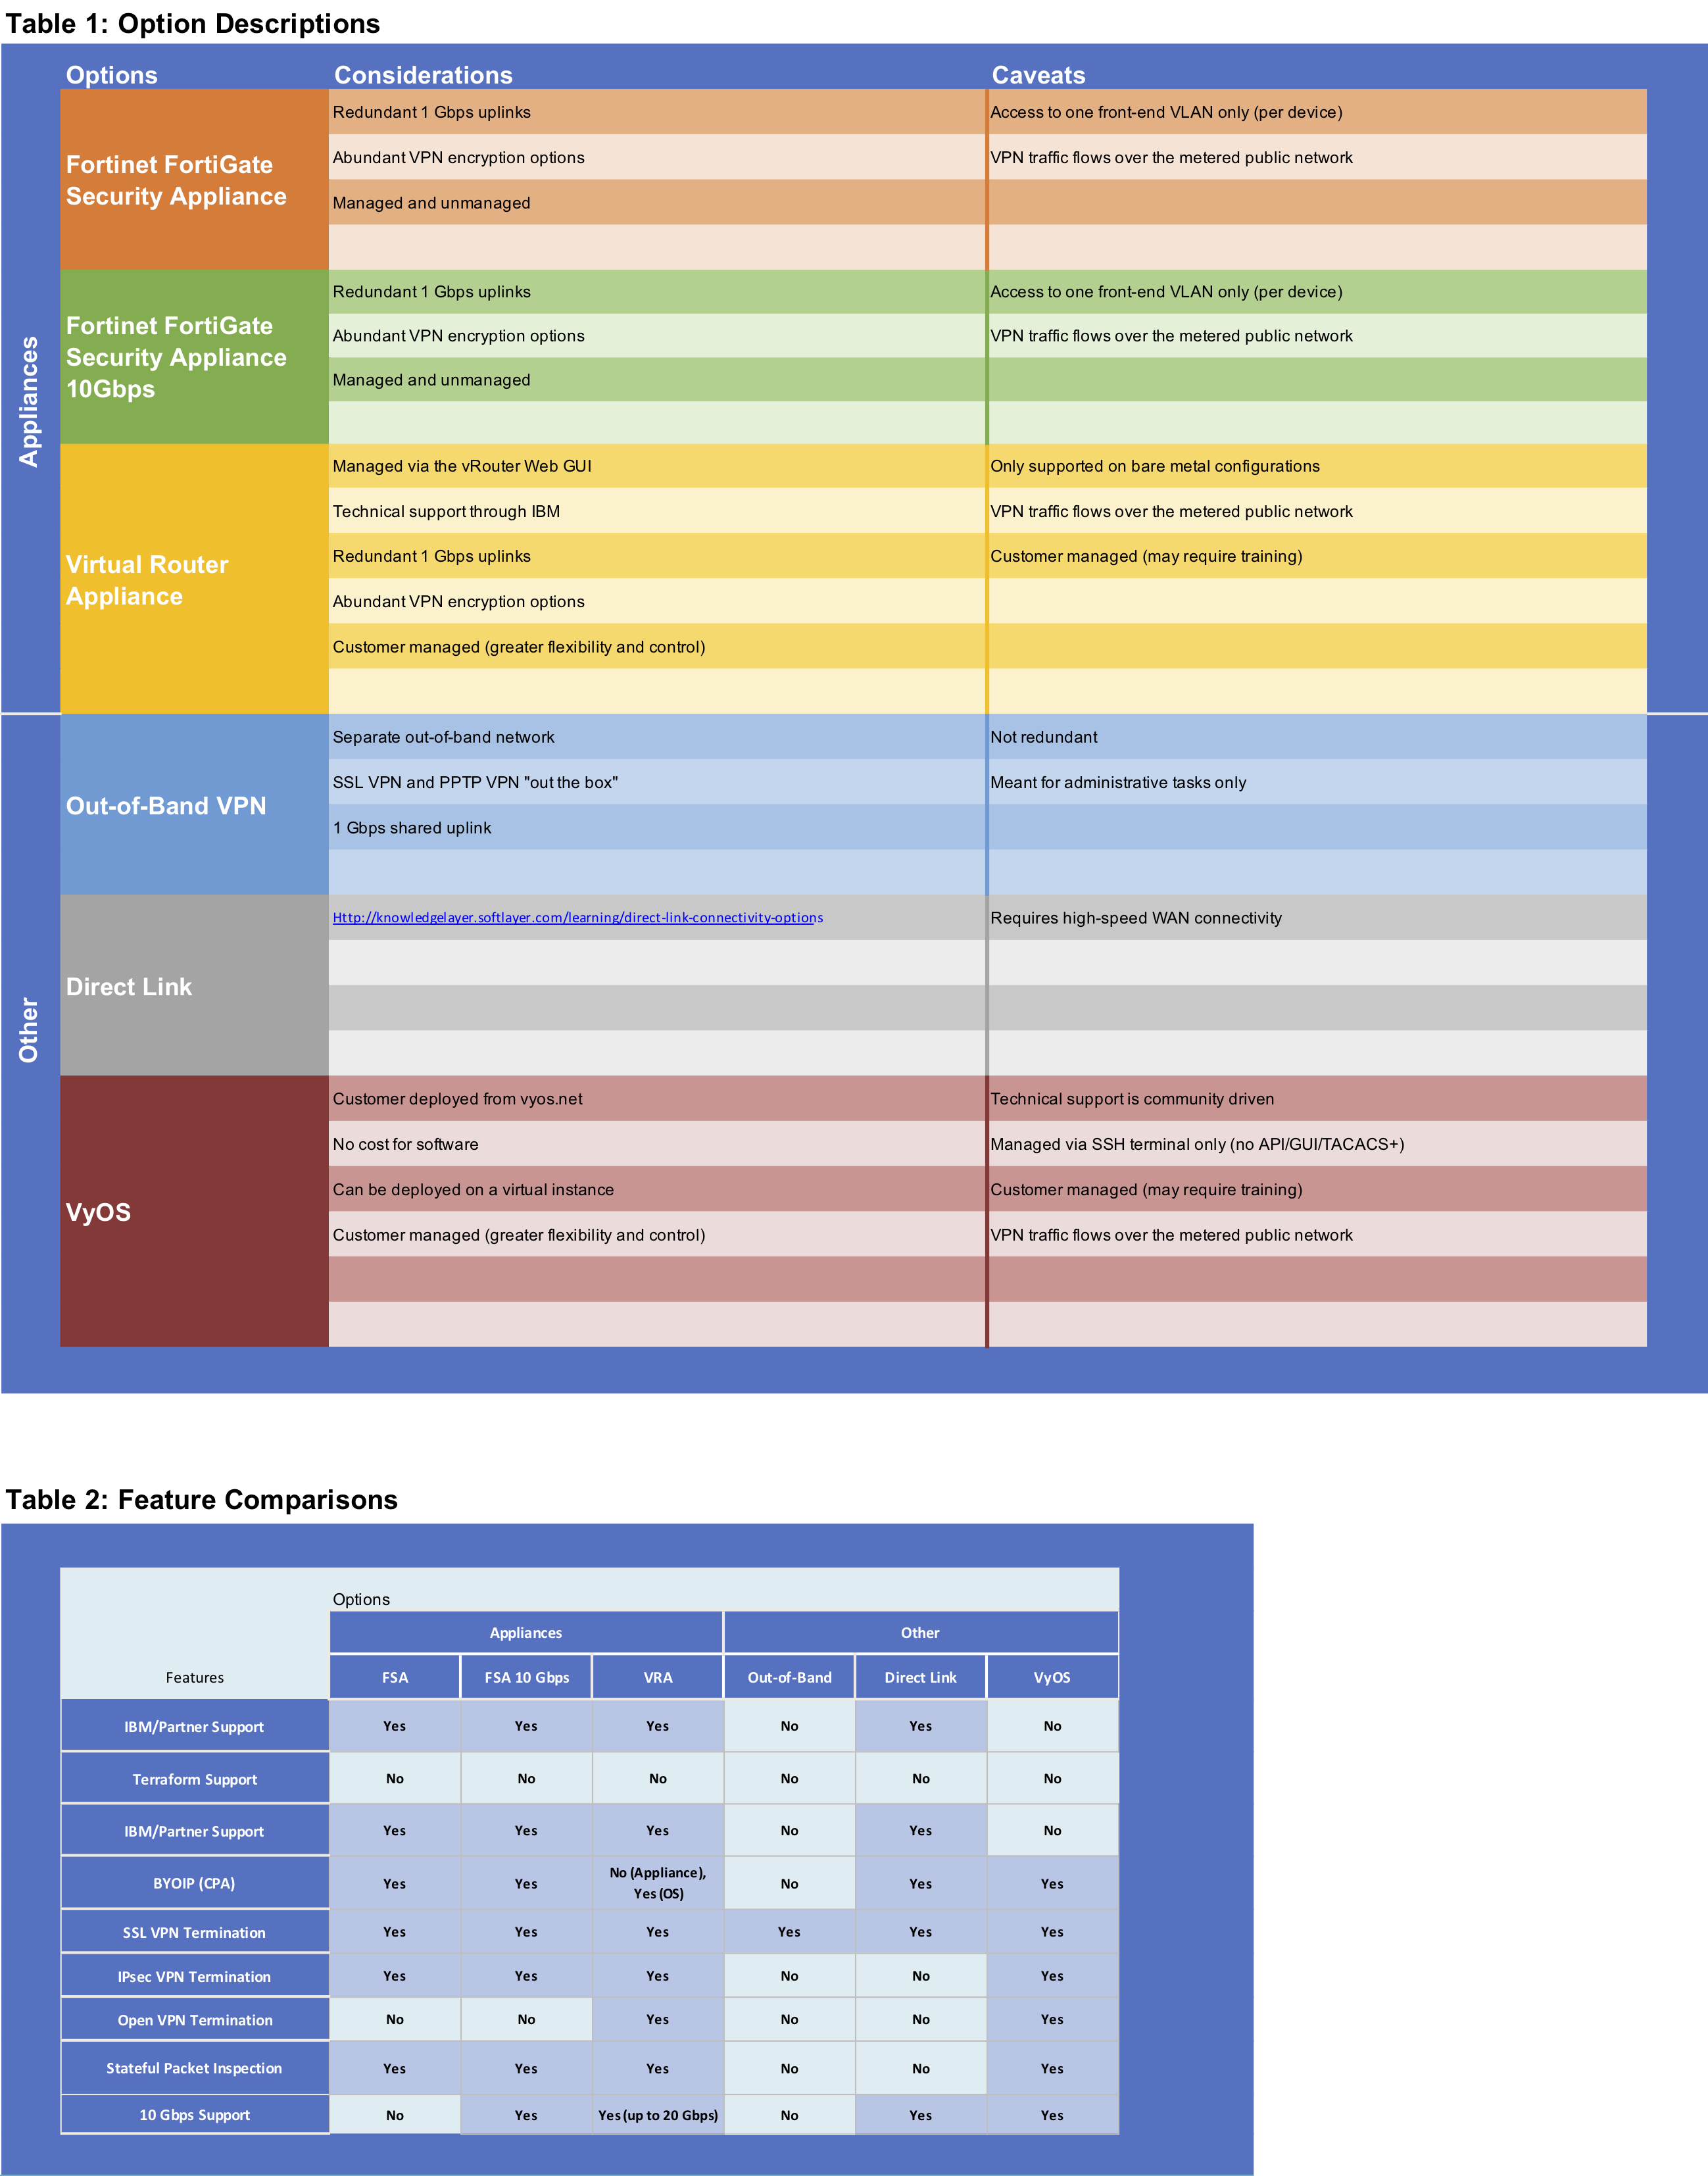 Table 1: Option Descriptions
Options Considerations Caveats
Appliances
Fortinet FortiGate
Security Appliance
Redundant 1 Gbps uplinks Access to one front-end VLAN only (per device)
Abundant VPN encryption options VPN traffic flows over the metered public network
Managed and unmanaged
Fortinet FortiGate
Security Appliance
10Gbps
Redundant 1 Gbps uplinks Access to one front-end VLAN only (per device)
Abundant VPN encryption options VPN traffic flows over the metered public network
Managed and unmanaged
Virtual Router
Appliance
Managed via the vRouter Web GUI Only supported on bare metal configurations
Technical support through IBM VPN traffic flows over the metered public network
Redundant 1 Gbps uplinks Customer managed (may require training)
Abundant VPN encryption options
Customer managed (greater flexibility and control)
Other
Out-of-Band VPN
Separate out-of-band network Not redundant
SSL VPN and PPTP VPN "out the box" Meant for administrative tasks only
1 Gbps shared uplink
Direct Link
Http://knowledgelayer.softlayer.com/learning/direct-link-connectivity-options Requires high-speed WAN connectivity
VyOS
Customer deployed from vyos.net Technical support is community driven
No cost for software Managed via SSH terminal only (no API/GUI/TACACS+)
Can be deployed on a virtual instance Customer managed (may require training)
Customer managed (greater flexibility and control) VPN traffic flows over the metered public network
Table 2: Feature Comparisons
Options
Appliances Other
Features FSA FSA 10 Gbps VRA Out-of-Band Direct Link VyOS
IBM/Partner Support Yes Yes Yes No Yes No
Terraform Support No No No No No No
IBM/Partner Support Yes Yes Yes No Yes No
BYOIP (CPA) Yes Yes No (Appliance), Yes (OS) No Yes Yes
SSL VPN Termination Yes Yes Yes Yes Yes Yes
IPsec VPN Termination Yes Yes Yes No No Yes
Open VPN Termination No No Yes No No Yes
Stateful Packet Inspection Yes Yes Yes No No Yes
10 Gbps Support No Yes Yes (up to 20 Gbps) No Yes Yes